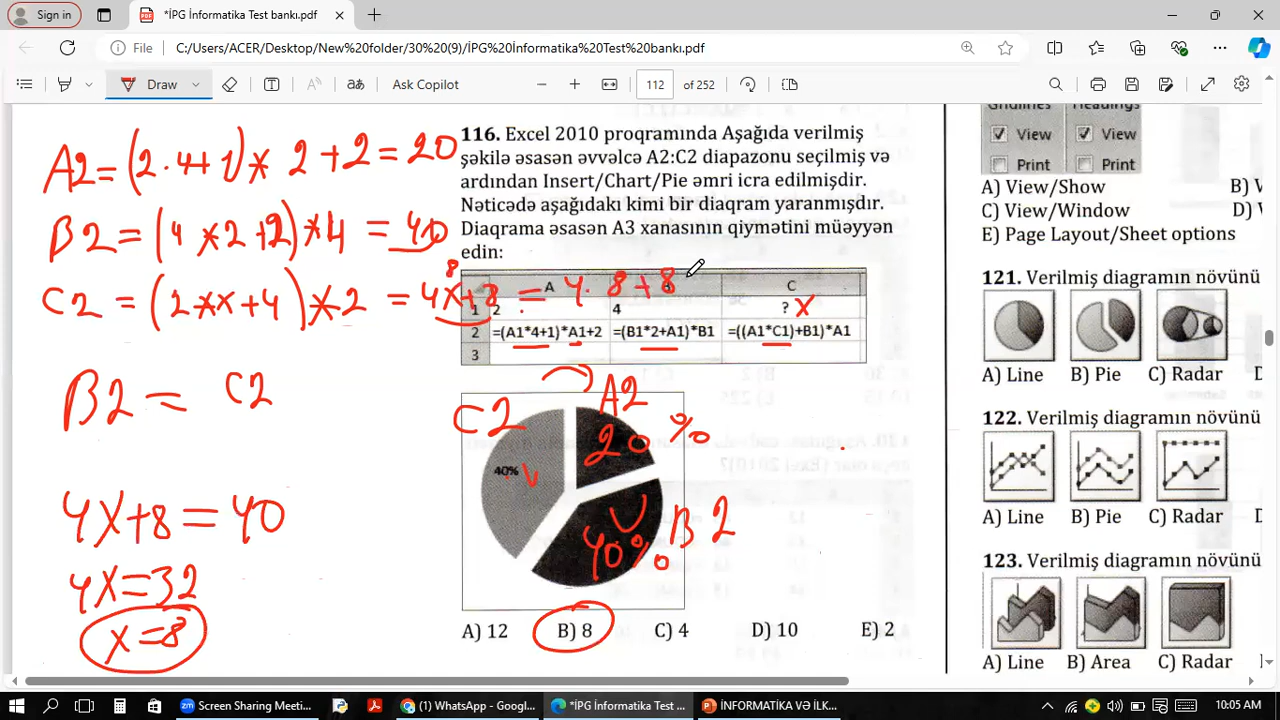 Sign in
*İPG İnformatika Test bankı.pdf
File
C:/Users/ACER/Desktop/New%20folder/30%20(9)/İPG%20İnformatika%20Test%20bankı.pdf
Draw
Ask Copilot
112 of 252
A2=(2.4+1)* 2+2=20
B2=(4*2+2)*4=40
C2=(2*x+4)*2=4x+8=4.8+8
8
B2= C2
4x+8=40
4x=32
x=8
116. Excel 2010 proqramında Aşağıda verilmiş
şəkilə əsasən əvvəlcə A2:C2 diapazonu seçilmiş və
ardından Insert/Chart/Pie əmri icra edilmişdir.
Nəticədə aşağıdakı kimi bir diaqram yaranmışdır.
Diaqrama əsasən A3 xanasının qiymətini müəyyən
edin:
A C
1 2 4 ? x
2 =(A1*4+1)*A1+2 =(B1*2+A1)*B1 =((A1*C1)+B1)*A1
3
C2 A2
20 %
40%
40% B2
A) 12 B) 8 C) 4 D) 10 E) 2
Gridlines Headings
View View
Print Print
A) View/Show
C) View/Window
E) Page Layout/Sheet options
121. Verilmiş diagramın növünü
A) Line B) Pie C) Radar
122. Verilmiş diagramın növünü
A) Line B) Pie C) Radar
123. Verilmiş diagramın növünü
A) Line B) Area C) Radar
Screen Sharing Meeti...
(1) WhatsApp - Googl...
*İPG İnformatika Test ...
İNFORMATİKA VƏ İLK...
10:05 AM